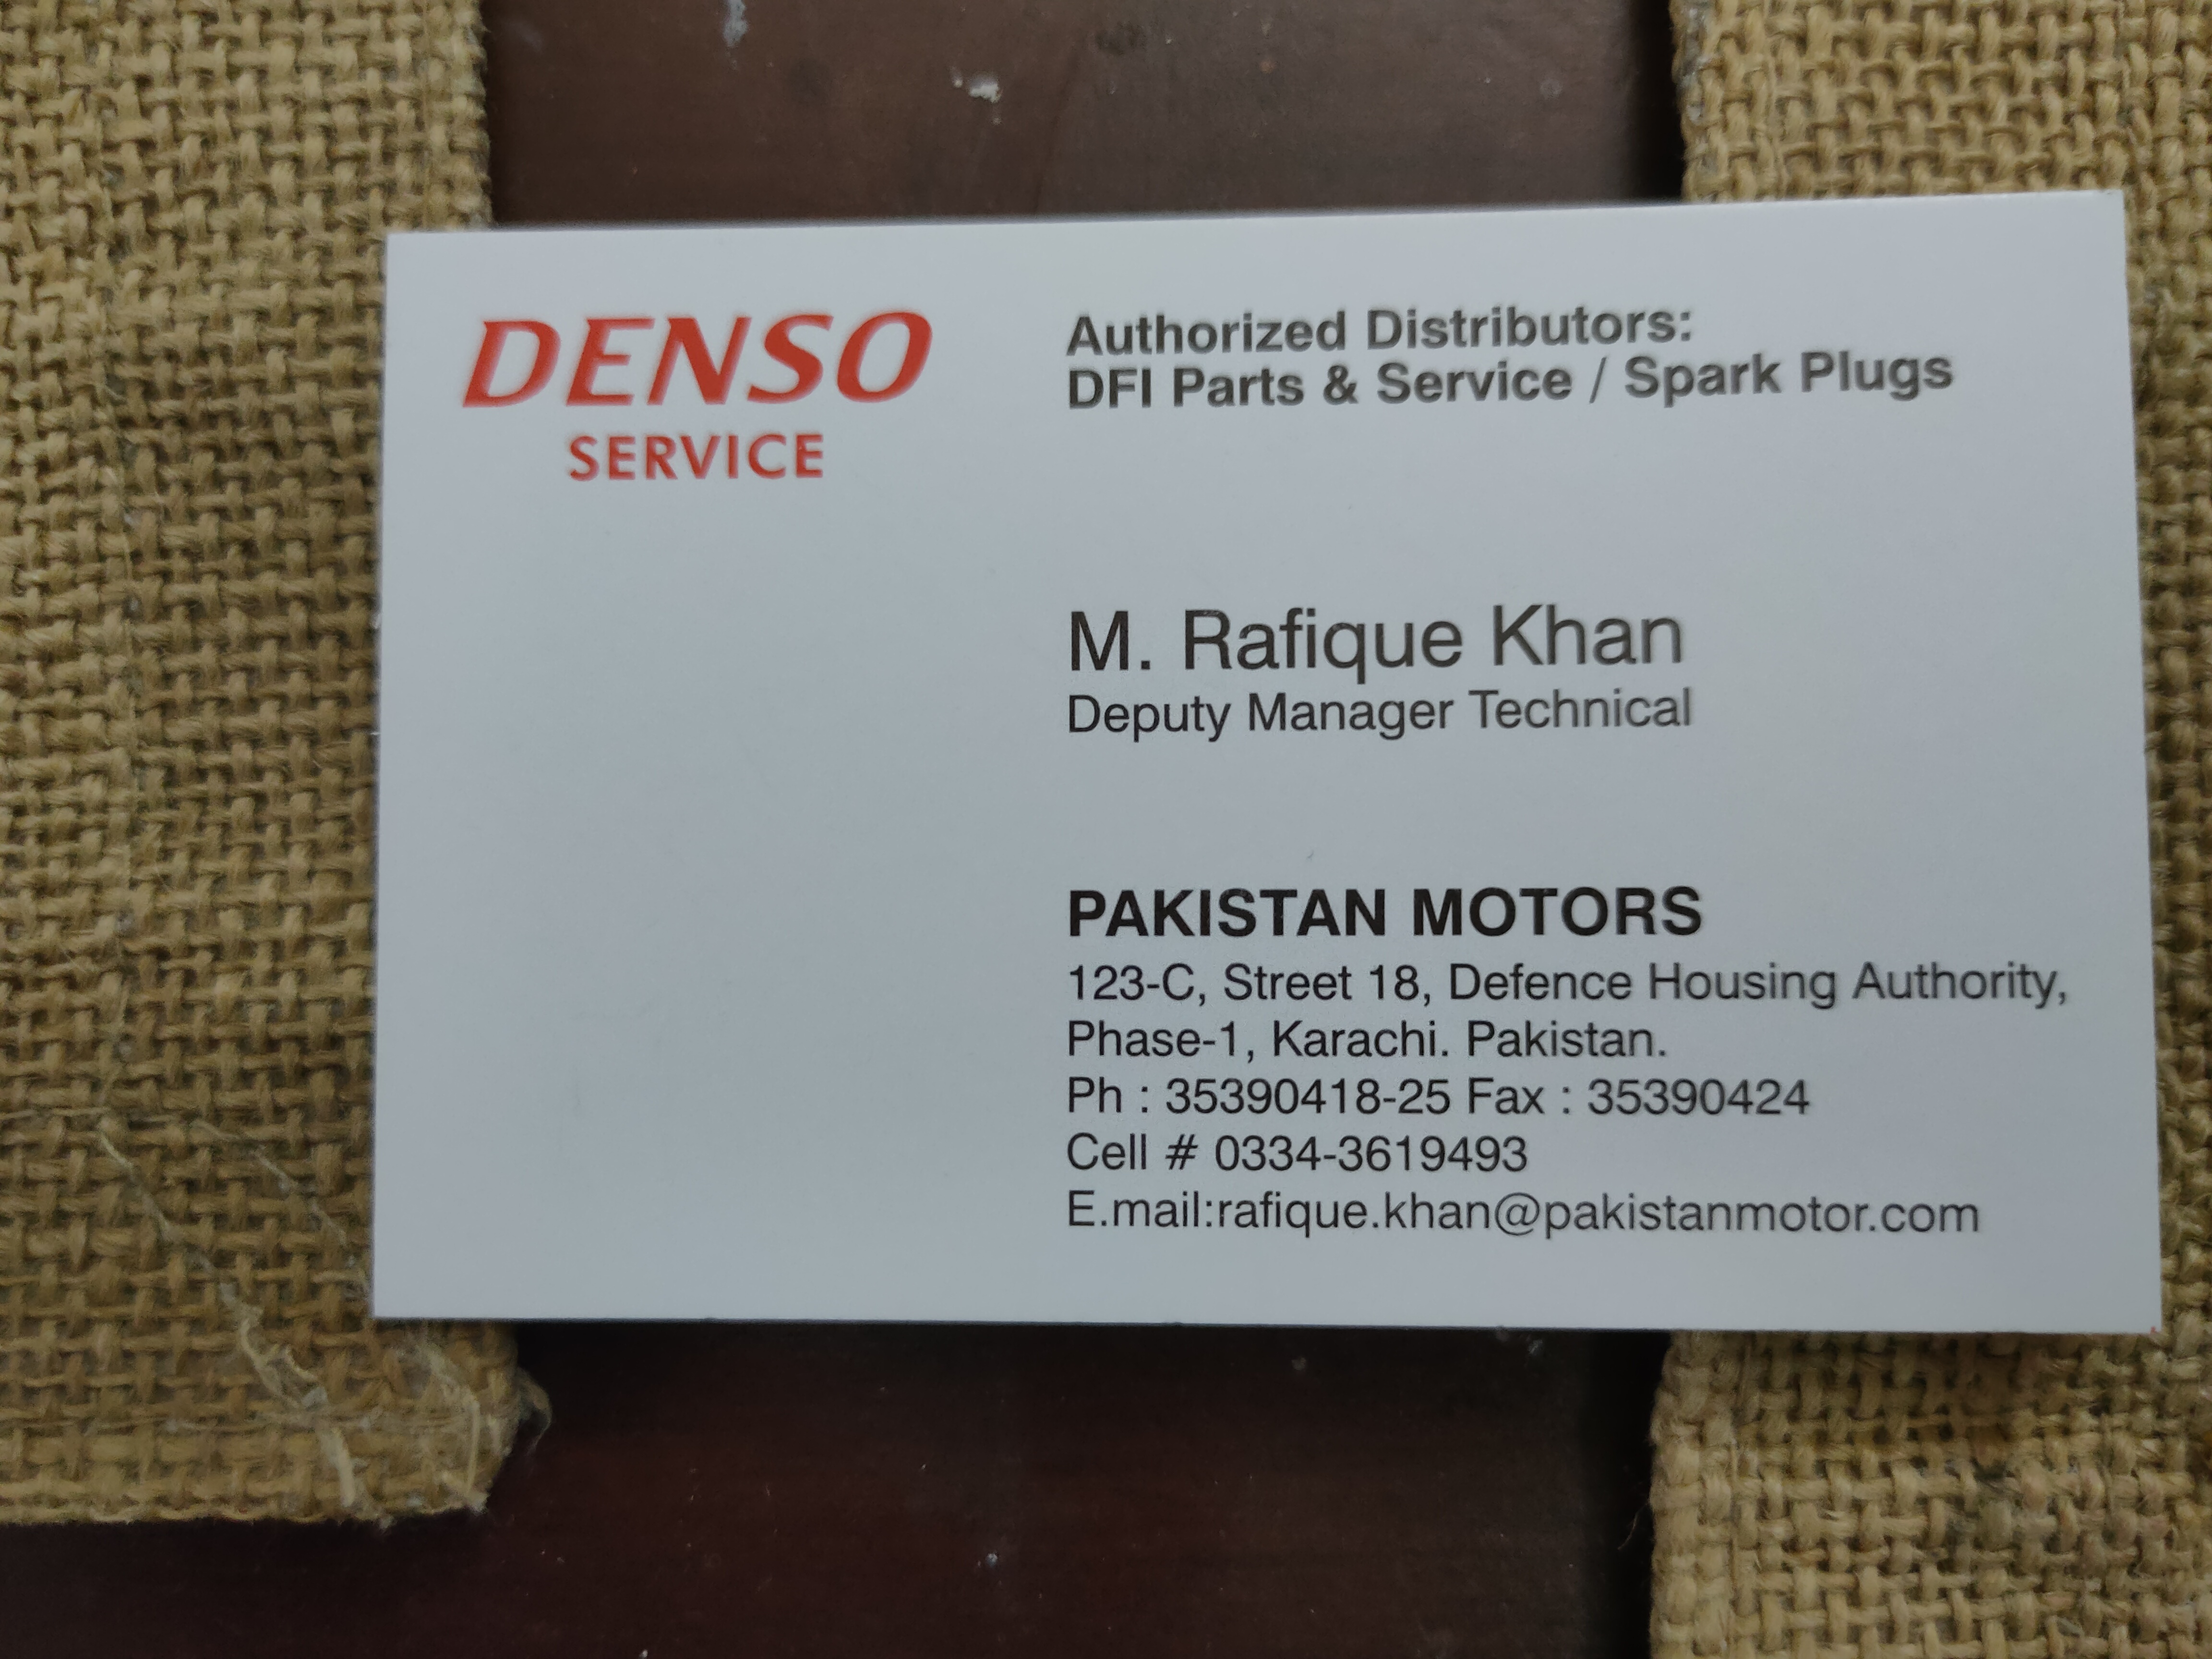 DENSO
SERVICE
Authorized Distributors:
DFI Parts & Service / Spark Plugs
M. Rafique Khan
Deputy Manager Technical
PAKISTAN MOTORS
123-C, Street 18, Defence Housing Authority,
Phase-1, Karachi. Pakistan.
Ph : 35390418-25 Fax : 35390424
Cell # 0334-3619493
E.mail:rafique.khan@pakistanmotor.com